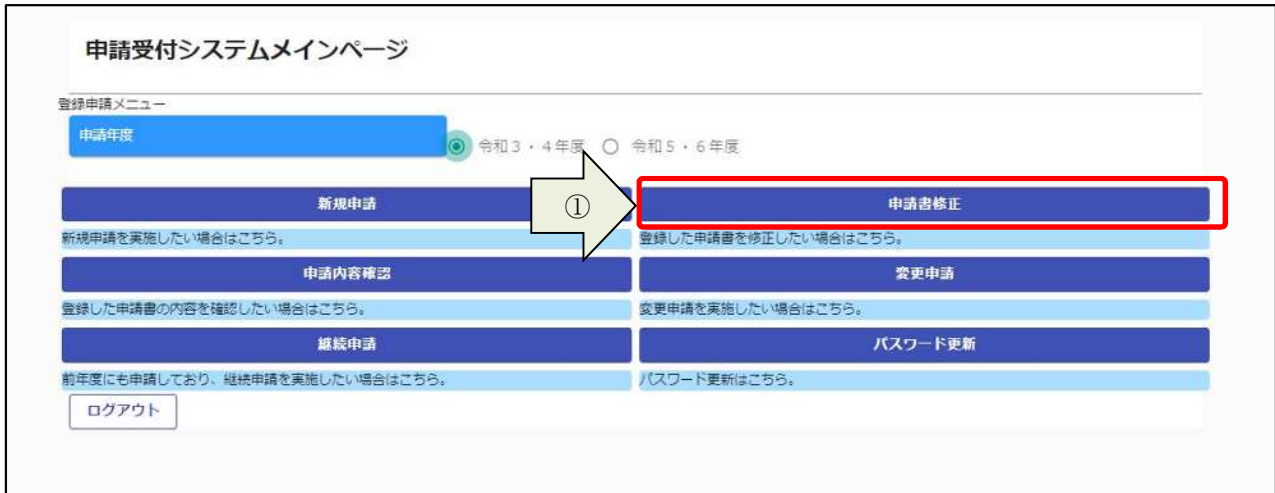 申請受付システムメインページ
登録申請メニュー
申請年度
令和3・4年度 令和5・6年度
新規申請
①
申請書修正
新規申請を実施したい場合はこちら。
登録した申請書を修正したい場合はこちら。
申請内容確認
変更申請
登録した申請書の内容を確認したい場合はこちら。
変更申請を実施したい場合はこちら。
継続申請
パスワード更新
前年度にも申請しており、継続申請を実施したい場合はこちら。
パスワード更新はこちら。
ログアウト